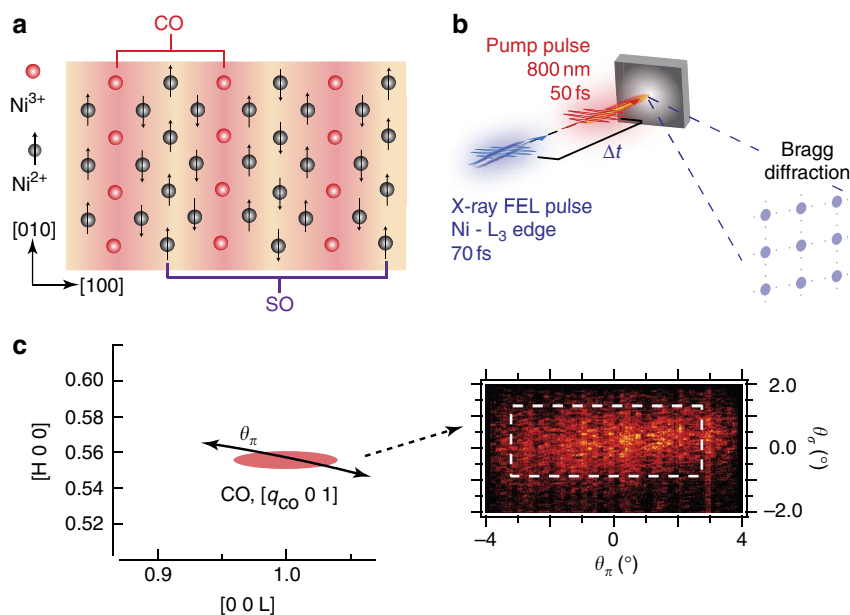 a
CO
Ni3+
Ni2+
[010]
[100]
SO
b
Pump pulse
800 nm
50 fs
Δt
X-ray FEL pulse
Ni - L3 edge
70 fs
Bragg
diffraction
c
0.60
0.58
0.56
0.54
0.52
[H 0 0]
θπ
CO, [qCO 0 1]
0.9
1.0
[0 0 L]
2.0
0.0
−2.0
θσ (°)
−4
0
4
θπ (°)